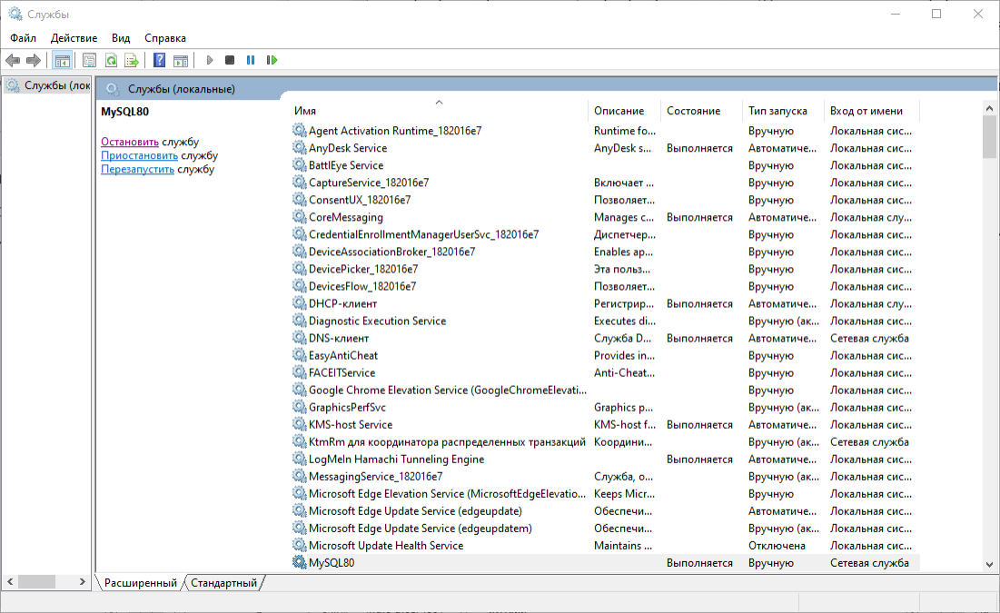 Службы
Файл Действие Вид Справка
Службы (лок
Службы (локальные)
MySQL80
Остановить службу
Приостановить службу
Перезапустить службу
Имя Описание Состояние Тип запуска Вход от имени
Agent Activation Runtime_182016e7 Runtime fo... Вручную Локальная сис...
AnyDesk Service AnyDesk s... Выполняется Автоматиче... Локальная сис...
BattlEye Service Вручную Локальная сис...
CaptureService_182016e7 Включает ... Вручную Локальная сис...
ConsentUX_182016e7 Позволяет... Вручную Локальная сис...
CoreMessaging Manages c... Выполняется Автоматиче... Локальная слу...
CredentialEnrollmentManagerUserSvc_182016e7 Диспетчер... Вручную Локальная сис...
DeviceAssociationBroker_182016e7 Enables ap... Вручную Локальная сис...
DevicePicker_182016e7 Эта польз... Вручную Локальная сис...
DevicesFlow_182016e7 Позволяет... Вручную Локальная сис...
DHCP-клиент Регистрир... Выполняется Автоматиче... Локальная слу...
Diagnostic Execution Service Executes di... Вручную (ак... Локальная сис...
DNS-клиент Служба D... Выполняется Автоматиче... Сетевая служба
EasyAntiCheat Provides in... Вручную Локальная сис...
FACEITService Anti-Cheat... Вручную Локальная сис...
Google Chrome Elevation Service (GoogleChromeElevati... Вручную Локальная сис...
GraphicsPerfSvc Graphics p... Вручную (ак... Локальная сис...
KMS-host Service KMS-host f... Выполняется Автоматиче... Локальная сис...
KtmRm для координатора распределенных транзакций Координи... Вручную (ак... Сетевая служба
LogMeIn Hamachi Tunneling Engine Выполняется Автоматиче... Локальная сис...
MessagingService_182016e7 Служба, о... Вручную (ак... Локальная сис...
Microsoft Edge Elevation Service (MicrosoftEdgeElevatio... Keeps Micr... Вручную Локальная сис...
Microsoft Edge Update Service (edgeupdate) Обеспечи... Автоматиче... Локальная сис...
Microsoft Edge Update Service (edgeupdatem) Обеспечи... Вручную (ак... Локальная сис...
Microsoft Update Health Service Maintains ... Отключена Локальная сис...
MySQL80 Выполняется Вручную Сетевая служба
Расширенный Стандартный